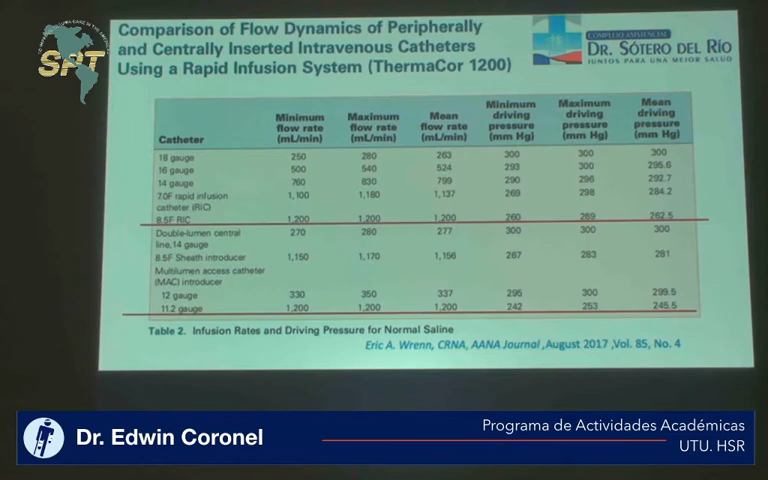 Comparison of Flow Dynamics of Peripherally
and Centrally Inserted Intravenous Catheters
Using a Rapid Infusion System (ThermaCor 1200)
SPT
COMPLEJO ASISTENCIAL
DR. SÓTERO DEL RÍO
JUNTOS PARA UNA MEJOR SALUD
Catheter Minimum flow rate (mL/min) Maximum flow rate (mL/min) Mean flow rate (mL/min) Minimum driving pressure (mm Hg) Maximum driving pressure (mm Hg) Mean driving pressure (mm Hg)
18 gauge 250 280 263 300 300 300
16 gauge 500 540 524 293 300 295.6
14 gauge 760 830 799 290 296 292.7
7.0F rapid infusion 1,100 1,180 1,137 269 298 284.2
catheter (RIC)
8.5F RIC 1,200 1,200 1,200 260 269 262.5
Double-lumen central 270 280 277 300 300 300
line,14 gauge
8.5F Sheath introducer 1,150 1,170 1,156 267 283 281
Multilumen access catheter
(MAC) introducer
12 gauge 330 350 337 295 300 299.5
11.2 gauge 1,200 1,200 1,200 242 253 245.5
Table 2. Infusion Rates and Driving Pressure for Normal Saline
Eric A. Wrenn, CRNA, AANA Journal ,August 2017 ,Vol. 85, No. 4
Dr. Edwin Coronel
Programa de Actividades Académicas
UTU. HSR